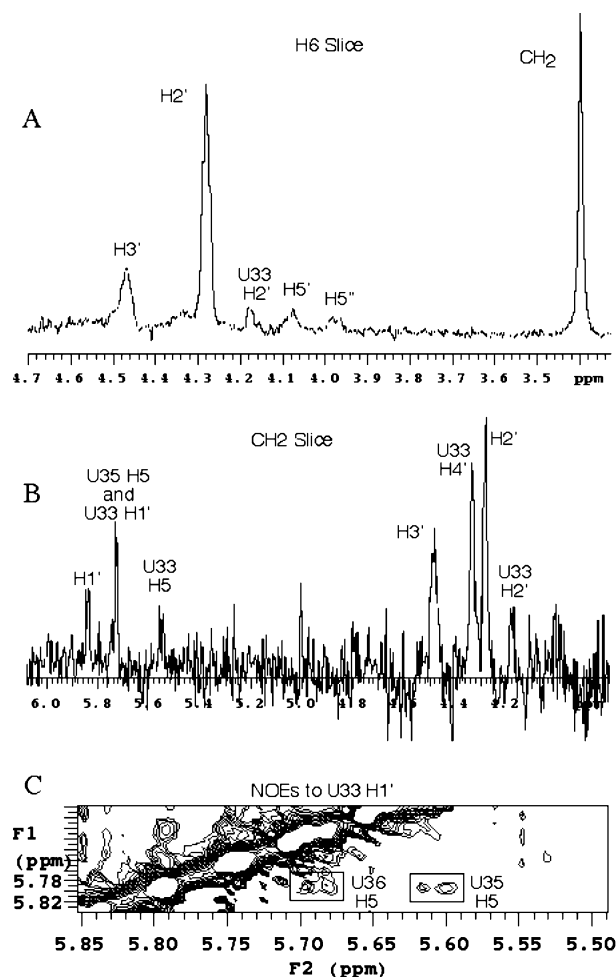 H6 Slice
CH2
H2'
A
H3'
U33
H2'
H5'
H5"
4.7 4.6 4.5 4.4 4.3 4.2 4.1 4.0 3.9 3.8 3.7 3.6 3.5 ppm
CH2 Slice
H2'
U33
H4'
U35 H5
and
U33 H1'
B
H3'
H1'
U33
H5
U33
H2'
6.0 5.8 5.6 5.4 5.2 5.0 4.8 4.4 4.2
C
NOEs to U33 H1'
F1
(ppm)
5.78
5.82
U36
H5
U35
H5
5.85 5.80 5.75 5.70 5.65 5.60 5.55 5.50
F2 (ppm)